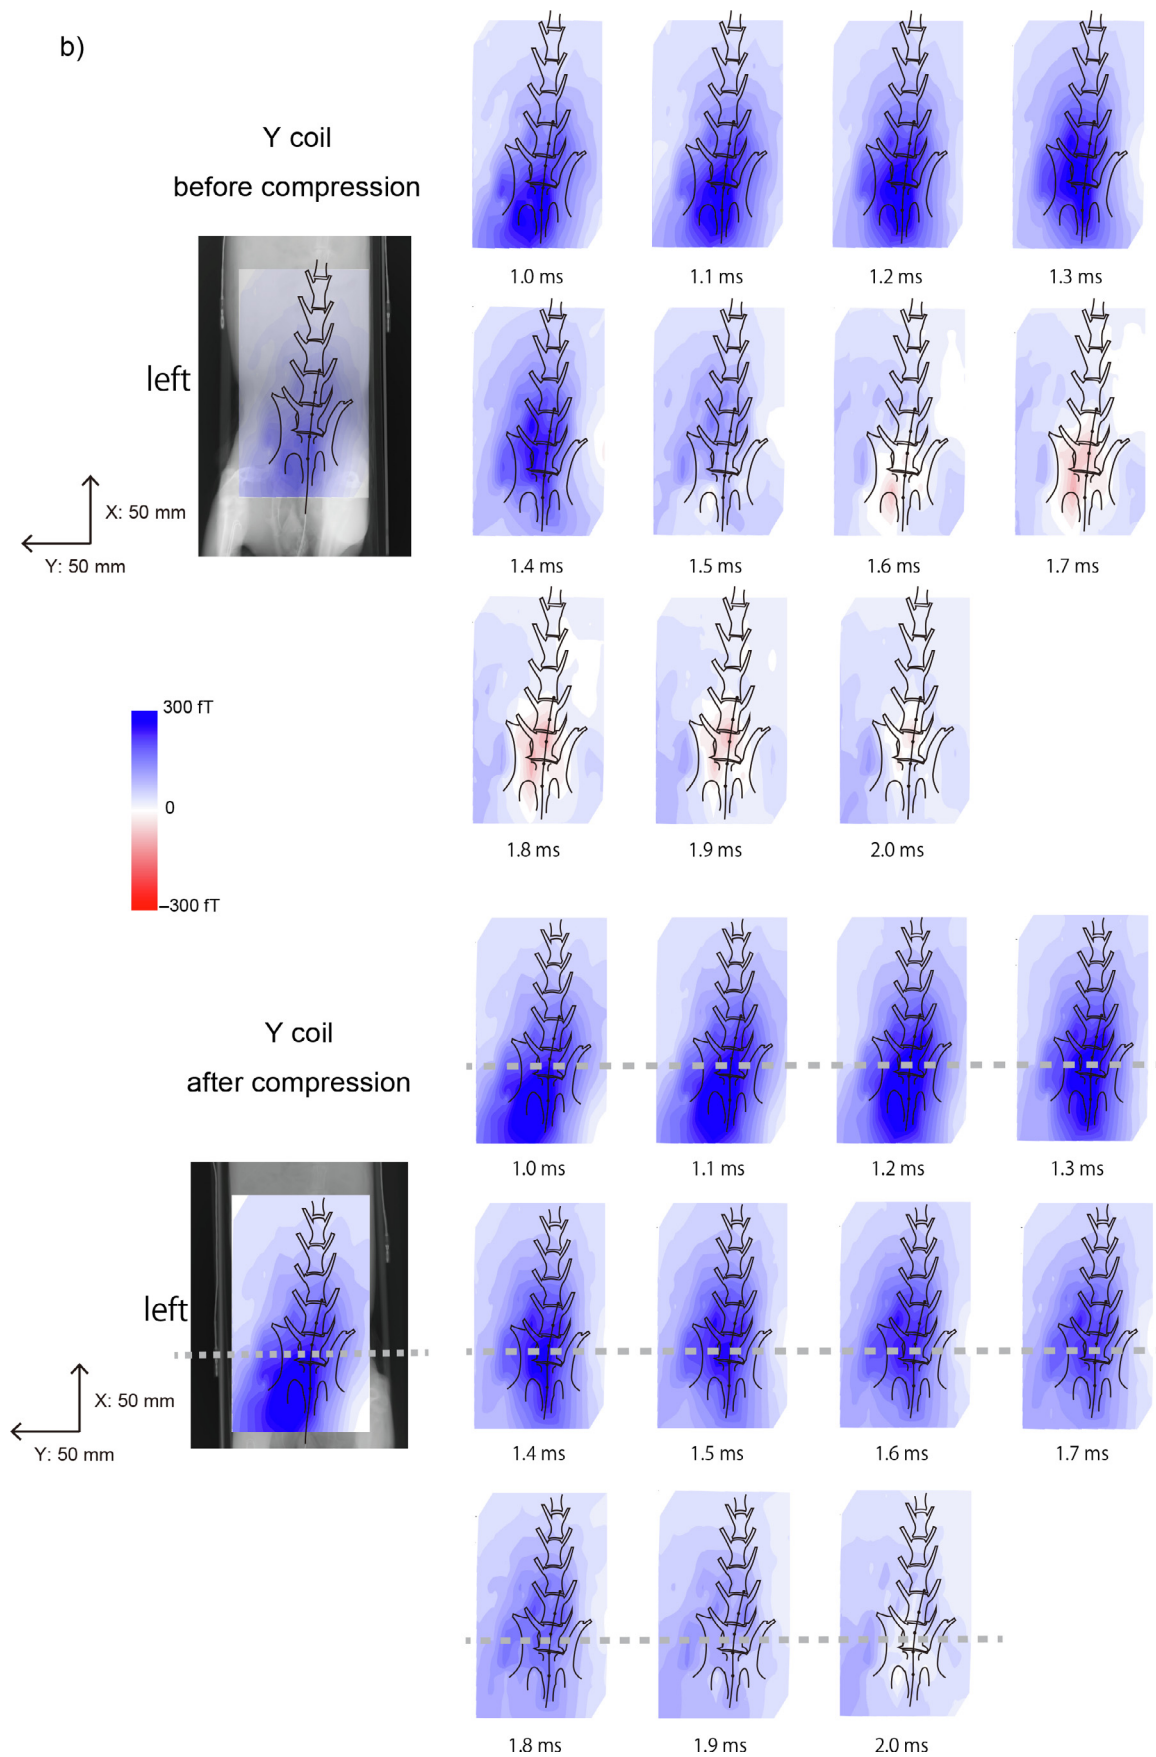 b)
Y coil
before compression
left
X: 50 mm
Y: 50 mm
1.0 ms
1.1 ms
1.2 ms
1.3 ms
1.4 ms
1.5 ms
1.6 ms
1.7 ms
1.8 ms
1.9 ms
2.0 ms
300 fT
0
–300 fT
Y coil
after compression
left
X: 50 mm
Y: 50 mm
1.0 ms
1.1 ms
1.2 ms
1.3 ms
1.4 ms
1.5 ms
1.6 ms
1.7 ms
1.8 ms
1.9 ms
2.0 ms